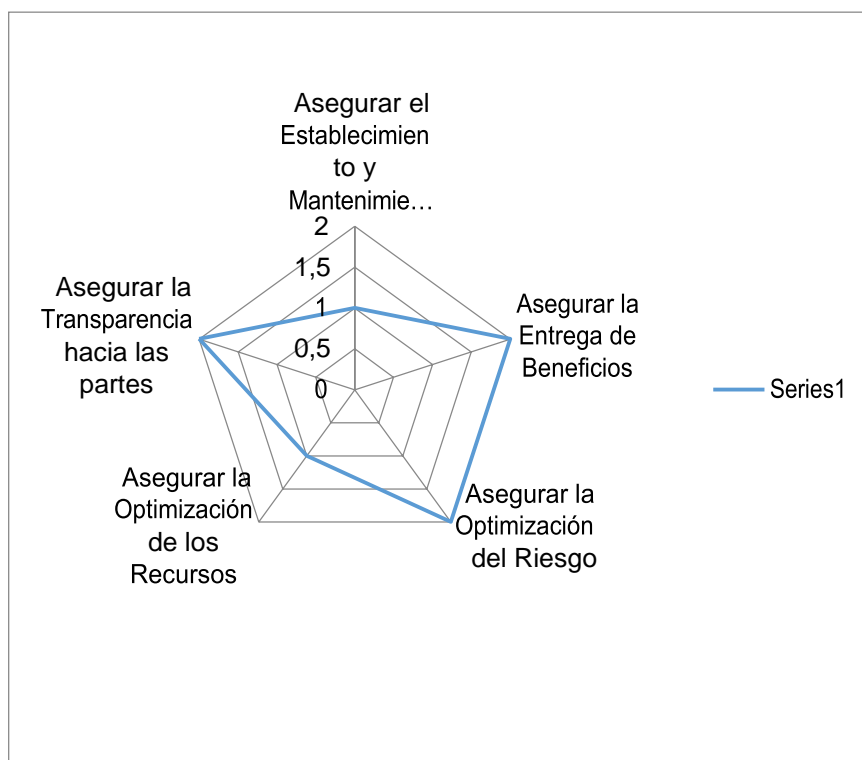 Asegurar el
Establecimien
to y
Mantenimie…
2
1,5
1
0,5
0
Asegurar la
Entrega de
Beneficios
Asegurar la
Optimización
del Riesgo
Asegurar la
Optimización
de los
Recursos
Asegurar la
Transparencia
hacia las
partes
Series1